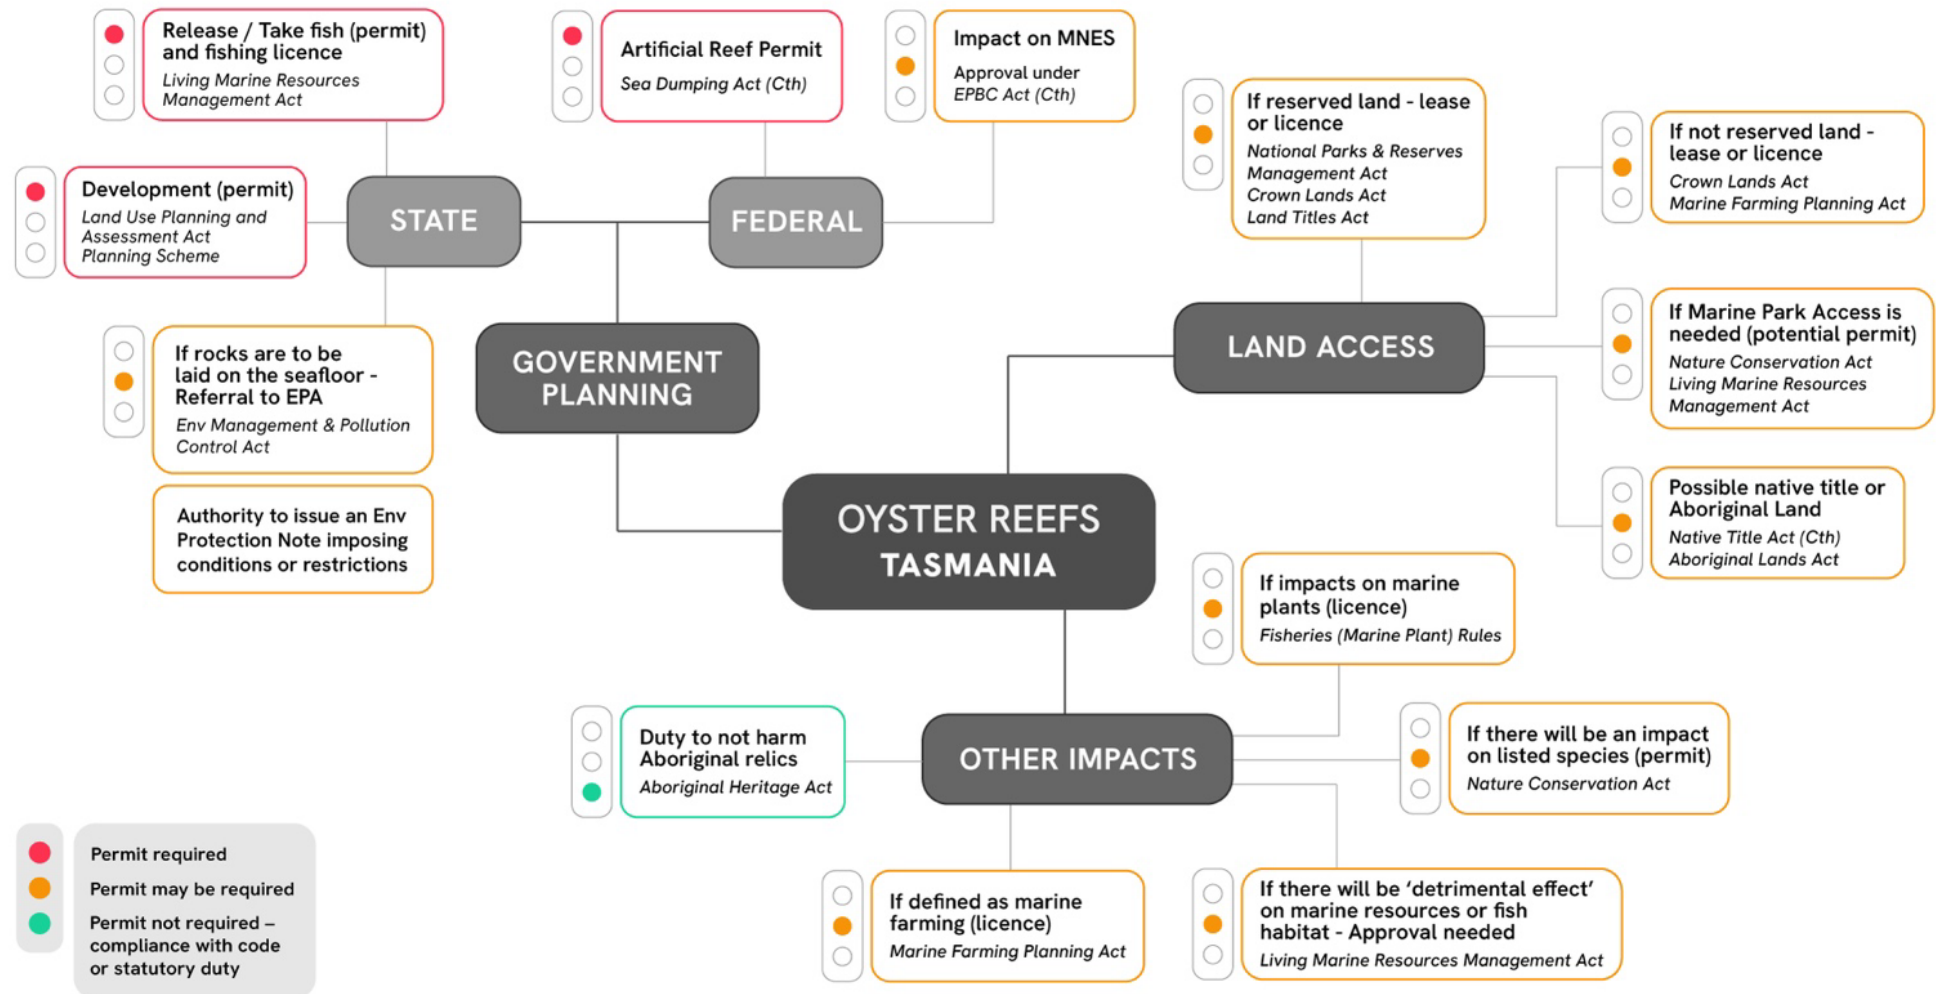 Release / Take fish (permit)
and fishing licence
Living Marine Resources
Management Act
Artificial Reef Permit
Sea Dumping Act (Cth)
Impact on MNES
Approval under
EPBC Act (Cth)
If reserved land - lease
or licence
National Parks & Reserves
Management Act
Crown Lands Act
Land Titles Act
If not reserved land -
lease or licence
Crown Lands Act
Marine Farming Planning Act
Development (permit)
Land Use Planning and
Assessment Act
Planning Scheme
STATE
FEDERAL
If rocks are to be
laid on the seafloor -
Referral to EPA
Env Management & Pollution
Control Act
GOVERNMENT
PLANNING
LAND ACCESS
If Marine Park Access is
needed (potential permit)
Nature Conservation Act
Living Marine Resources
Management Act
Authority to issue an Env
Protection Note imposing
conditions or restrictions
OYSTER REEFS
TASMANIA
Possible native title or
Aboriginal Land
Native Title Act (Cth)
Aboriginal Lands Act
If impacts on marine
plants (licence)
Fisheries (Marine Plant) Rules
Duty to not harm
Aboriginal relics
Aboriginal Heritage Act
OTHER IMPACTS
If there will be an impact
on listed species (permit)
Nature Conservation Act
If defined as marine
farming (licence)
Marine Farming Planning Act
If there will be ‘detrimental effect’
on marine resources or fish
habitat - Approval needed
Living Marine Resources Management Act
Permit required
Permit may be required
Permit not required –
compliance with code
or statutory duty